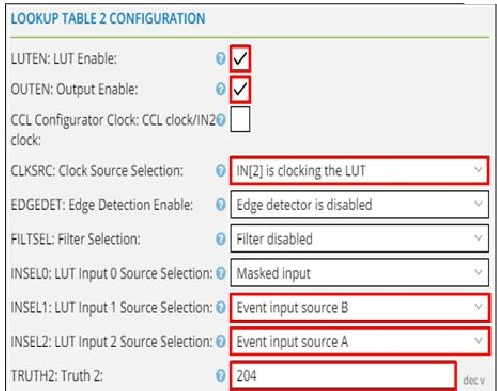 LOOKUP TABLE 2 CONFIGURATION
LUTEN: LUT Enable:
OUTEN: Output Enable:
CCL Configurator Clock: CCL clock/IN2
clock:
CLKSRC: Clock Source Selection: IN[2] is clocking the LUT
EDGEDET: Edge Detection Enable: Edge detector is disabled
FILTSEL: Filter Selection: Filter disabled
INSEL0: LUT Input 0 Source Selection: Masked input
INSEL1: LUT Input 1 Source Selection: Event input source B
INSEL2: LUT Input 2 Source Selection: Event input source A
TRUTH2: Truth 2: 204 dec